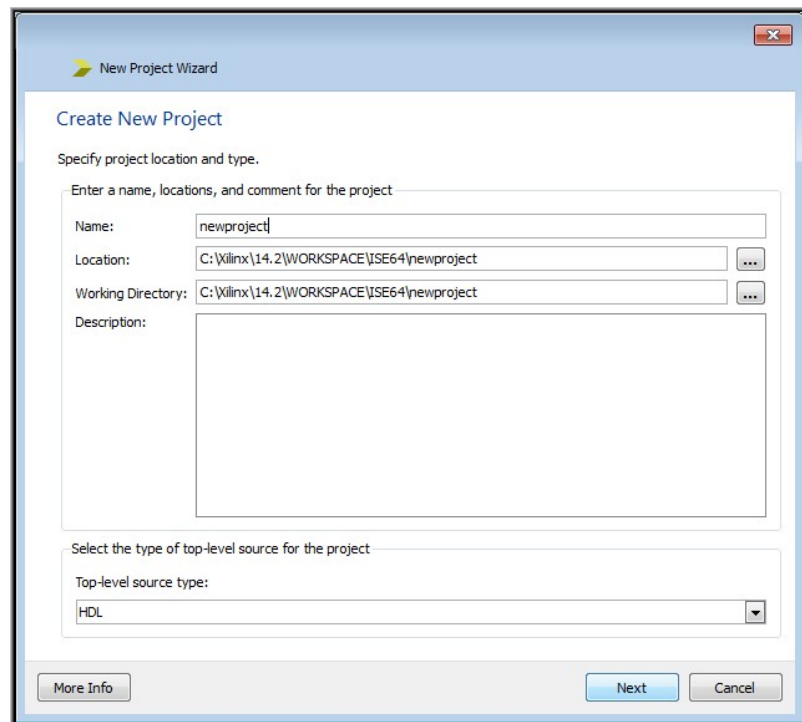 New Project Wizard
Create New Project
Specify project location and type.
Enter a name, locations, and comment for the project
Name: newproject
Location: C:\Xilinx\14.2\WORKSPACE\ISE64\newproject ...
Working Directory: C:\Xilinx\14.2\WORKSPACE\ISE64\newproject ...
Description:
Select the type of top-level source for the project
Top-level source type:
HDL
More Info Next Cancel